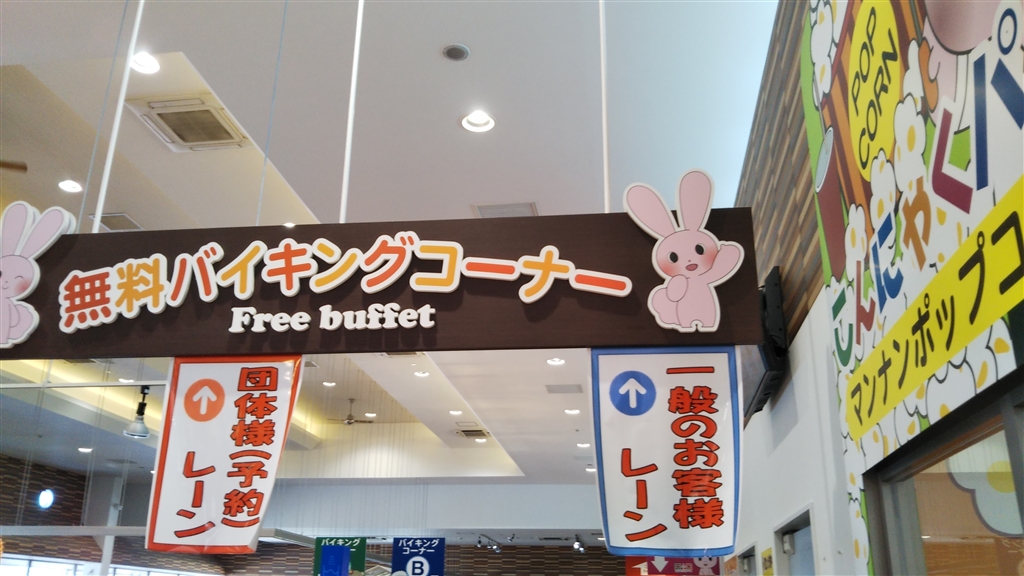 無料バイキングコーナー
Free buffet
団体様(予約)
レーン
一般のお客様
レーン
バイキング
バイキング
コーナー
B
1
POP
CORN
こんにゃくパ
マンナンポップコ